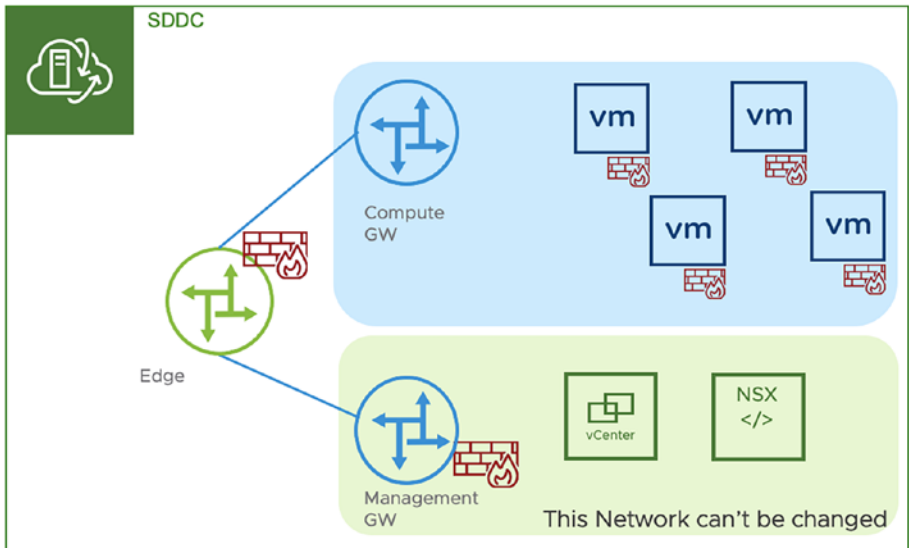 SDDC
vm
vm
Compute
GW
vm
vm
Edge
vCenter
NSX
</>
Management
GW
This Network can't be changed